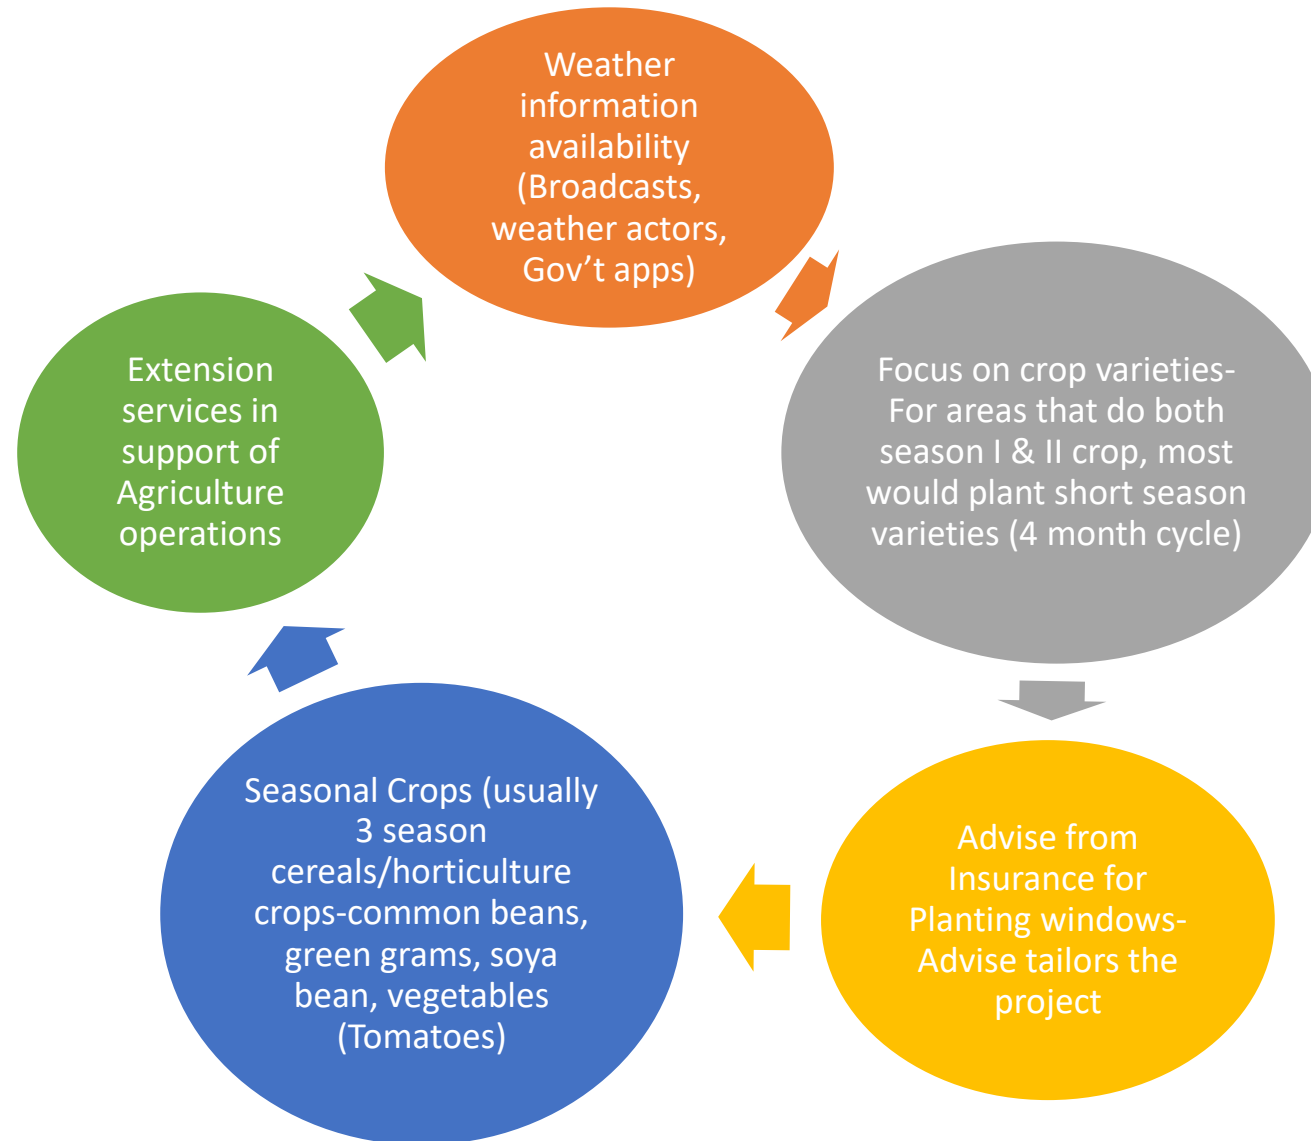 Weather
information
availability
(Broadcasts,
weather actors,
Gov’t apps)
Focus on crop varieties-
For areas that do both
season I & II crop, most
would plant short season
varieties (4 month cycle)
Advise from
Insurance for
Planting windows-
Advise tailors the
project
Seasonal Crops (usually
3 season
cereals/horticulture
crops-common beans,
green grams, soya
bean, vegetables
(Tomatoes)
Extension
services in
support of
Agriculture
operations